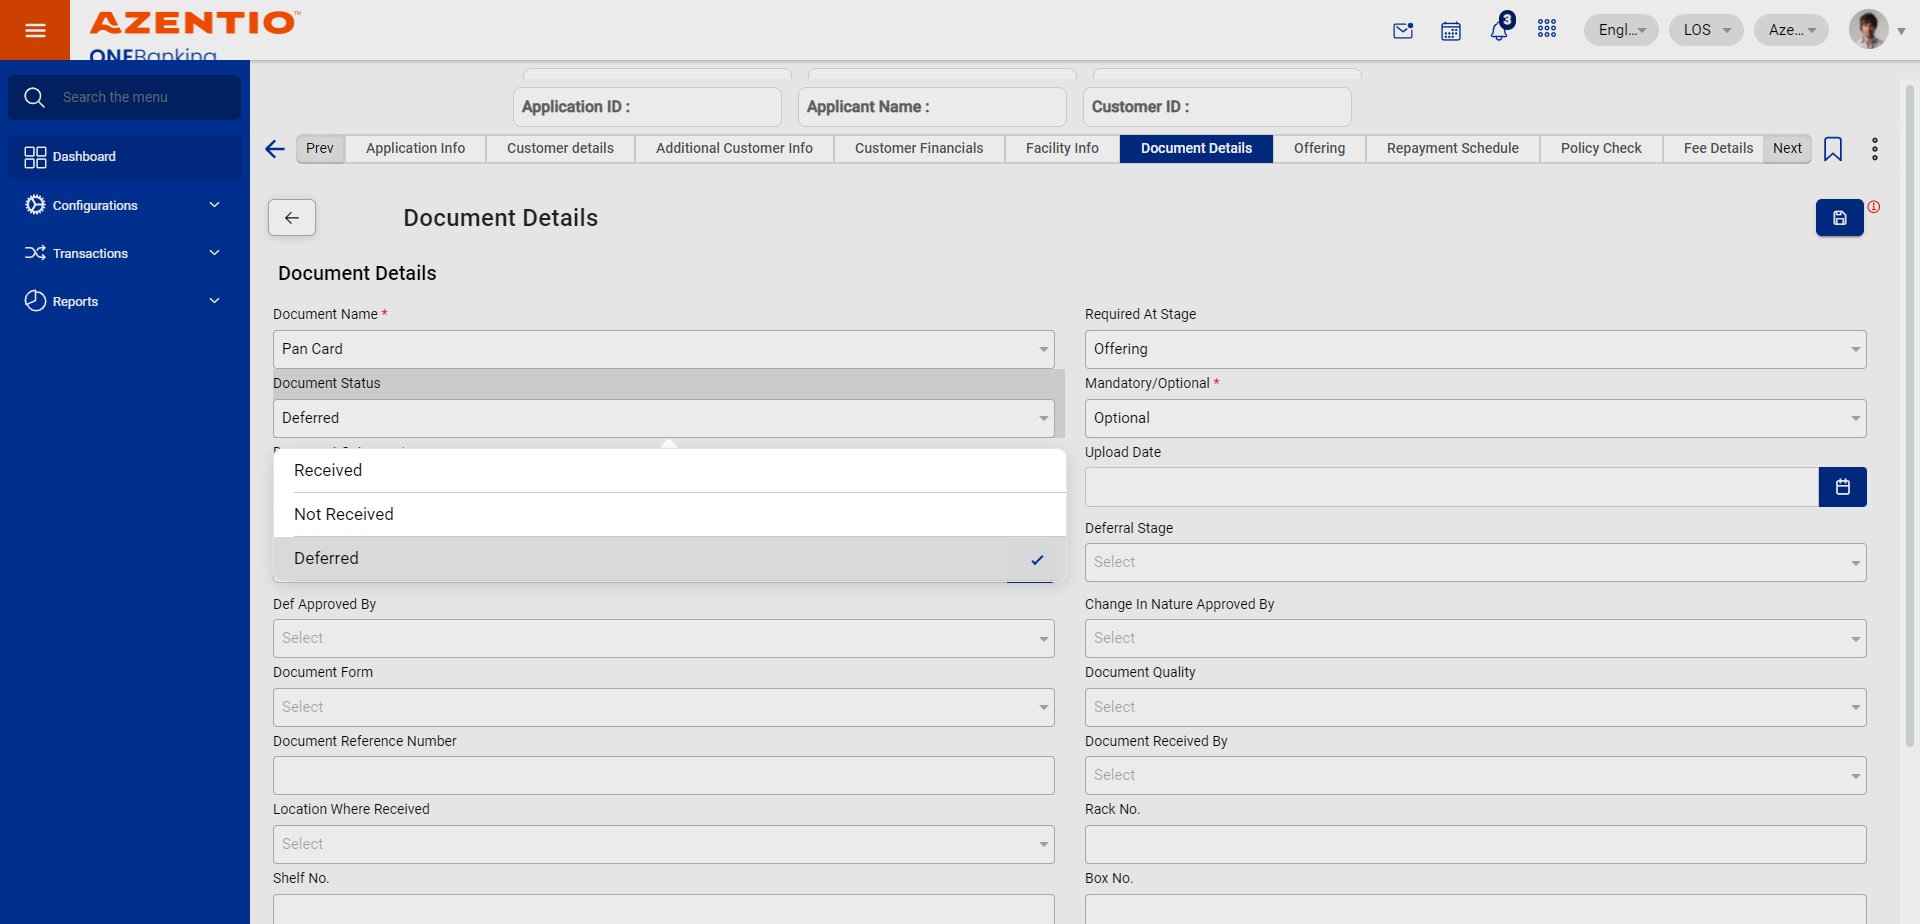 AZENTIO™
ONEBanking
3
Engl...
LOS
Aze...
Search the menu
Dashboard
Configurations
Transactions
Reports
Application ID :
Applicant Name :
Customer ID :
Prev
Application Info
Customer details
Additional Customer Info
Customer Financials
Facility Info
Document Details
Offering
Repayment Schedule
Policy Check
Fee Details
Next
Document Details
Document Details
Document Name *
Required At Stage
Pan Card
Offering
Document Status
Mandatory/Optional *
Deferred
Optional
Upload Date
Received
Not Received
Deferred
Deferral Stage
Select
Def Approved By
Change In Nature Approved By
Select
Select
Document Form
Document Quality
Select
Select
Document Reference Number
Document Received By
Select
Location Where Received
Rack No.
Select
Shelf No.
Box No.